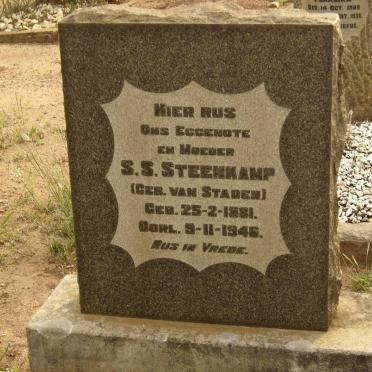 HIER RUS
ONS EGGENOTE
EN MOEDER
S.S. STEENKAMP
(GEB. VAN STADEN)
GEB. 25-2-1881.
OORL. 9-11-1946.
RUS IN VREDE.